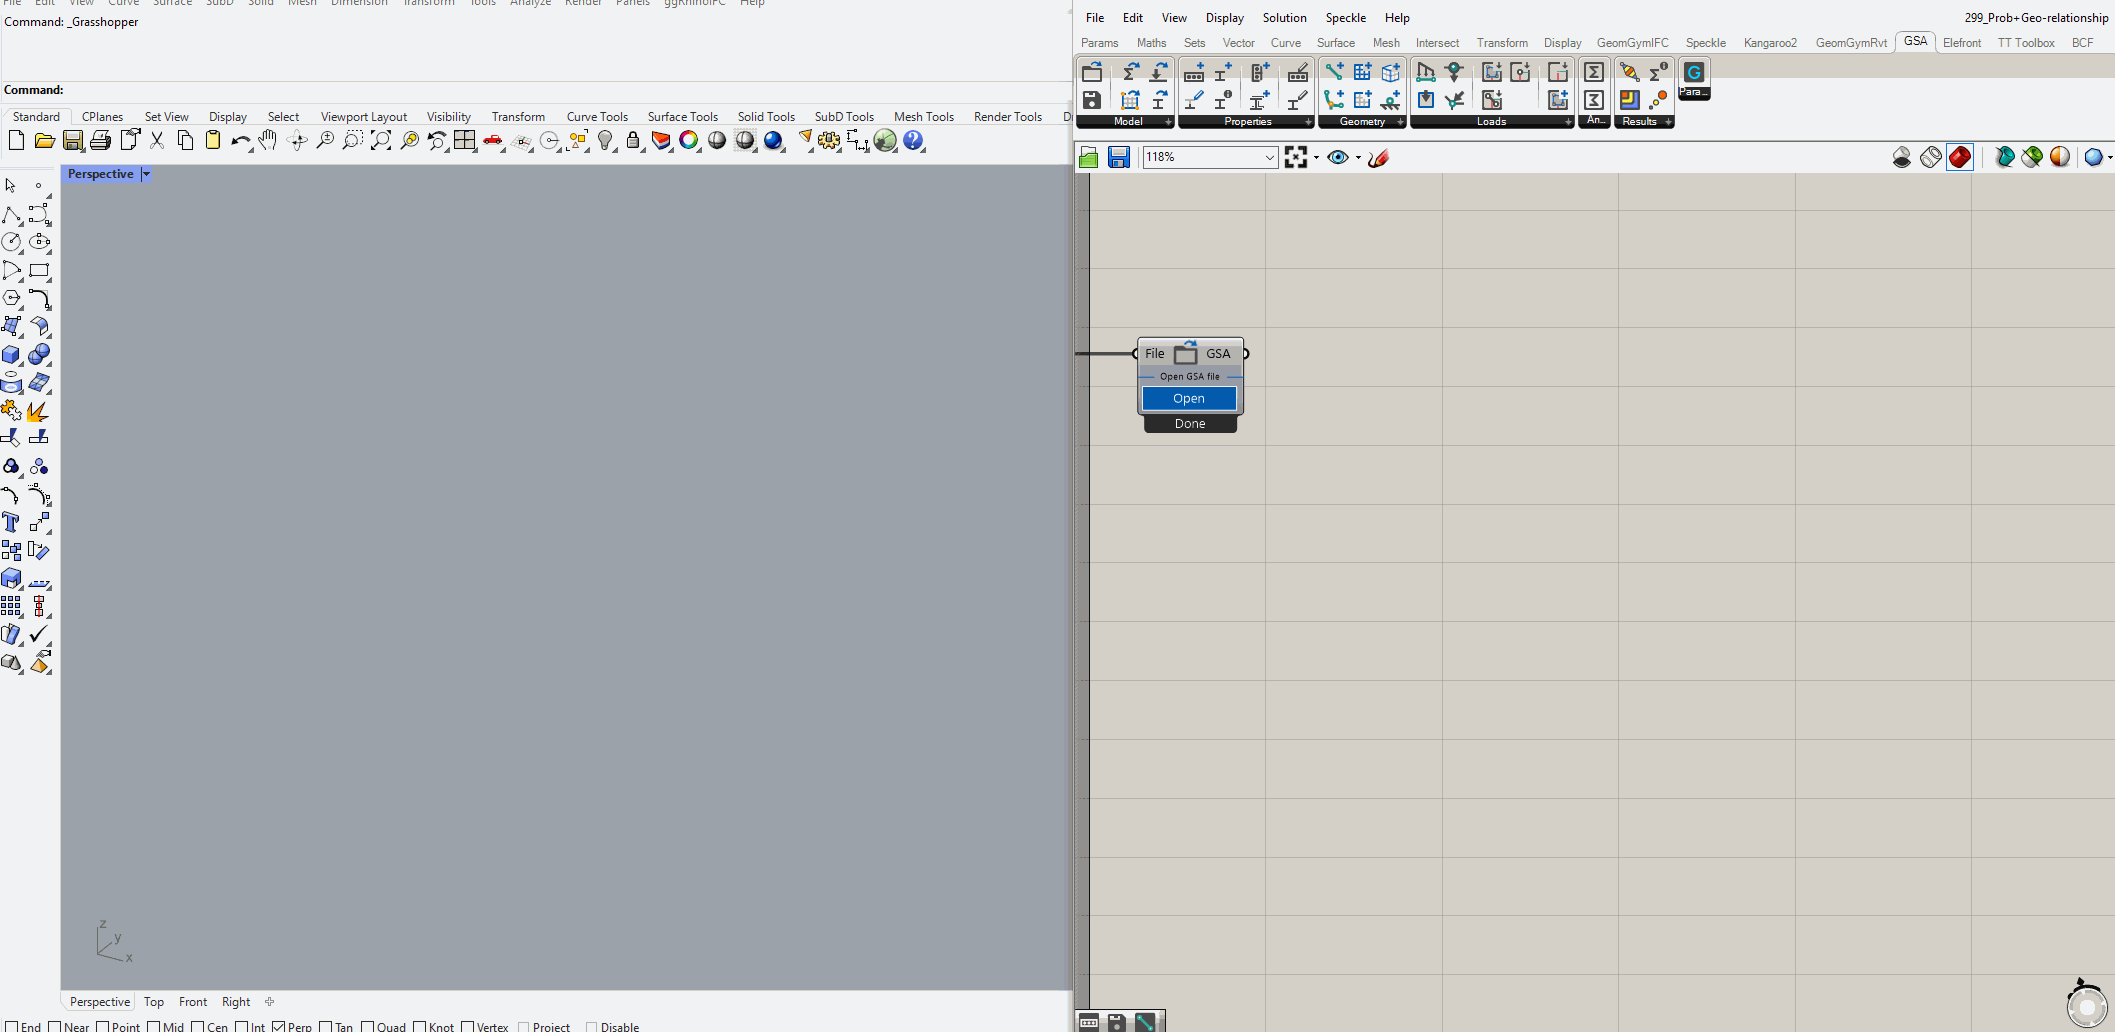 File Edit View Curve Surface SubD Solid Mesh Dimension Transform Tools Analyze Render Panels ggRhinoIFC Help
Command: _Grasshopper
Command:
Standard CPlanes Set View Display Select Viewport Layout Visibility Transform Curve Tools Surface Tools Solid Tools SubD Tools Mesh Tools Render Tools D
Perspective
z
y
x
Perspective Top Front Right
End Near Point Mid Cen Int Perp Tan Quad Knot Vertex Project Disable
File Edit View Display Solution Speckle Help
299_Prob+Geo-relationship
Params Maths Sets Vector Curve Surface Mesh Intersect Transform Display GeomGymIFC Speckle Kangaroo2 GeomGymRvt GSA Elefront TT Toolbox BCF
Model Properties Geometry Loads An... Results Para...
118%
File GSA
Open GSA file
Open
Done